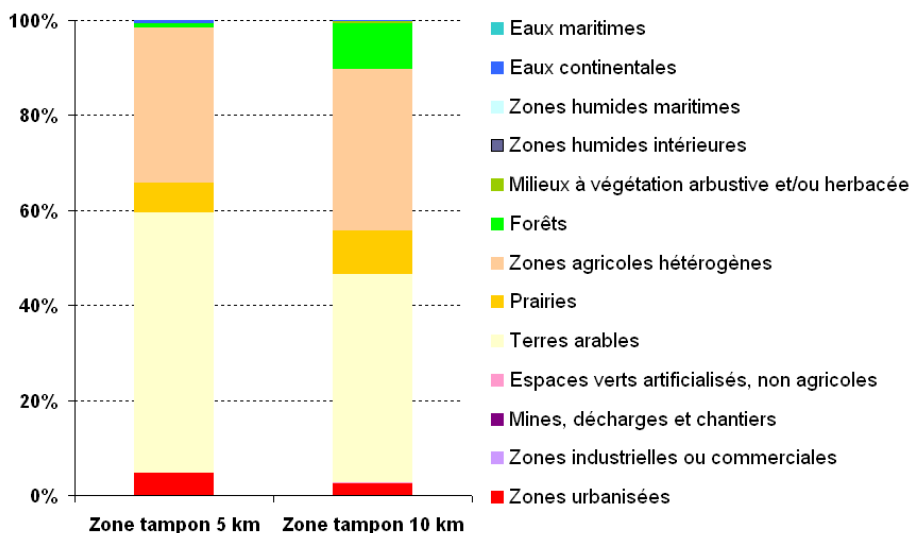 100%
80%
60%
40%
20%
0%
Zone tampon 5 km
Zone tampon 10 km
Eaux maritimes
Eaux continentales
Zones humides maritimes
Zones humides intérieures
Milieux à végétation arbustive et/ou herbacée
Forêts
Zones agricoles hétérogènes
Prairies
Terres arables
Espaces verts artificialisés, non agricoles
Mines, décharges et chantiers
Zones industrielles ou commerciales
Zones urbanisées